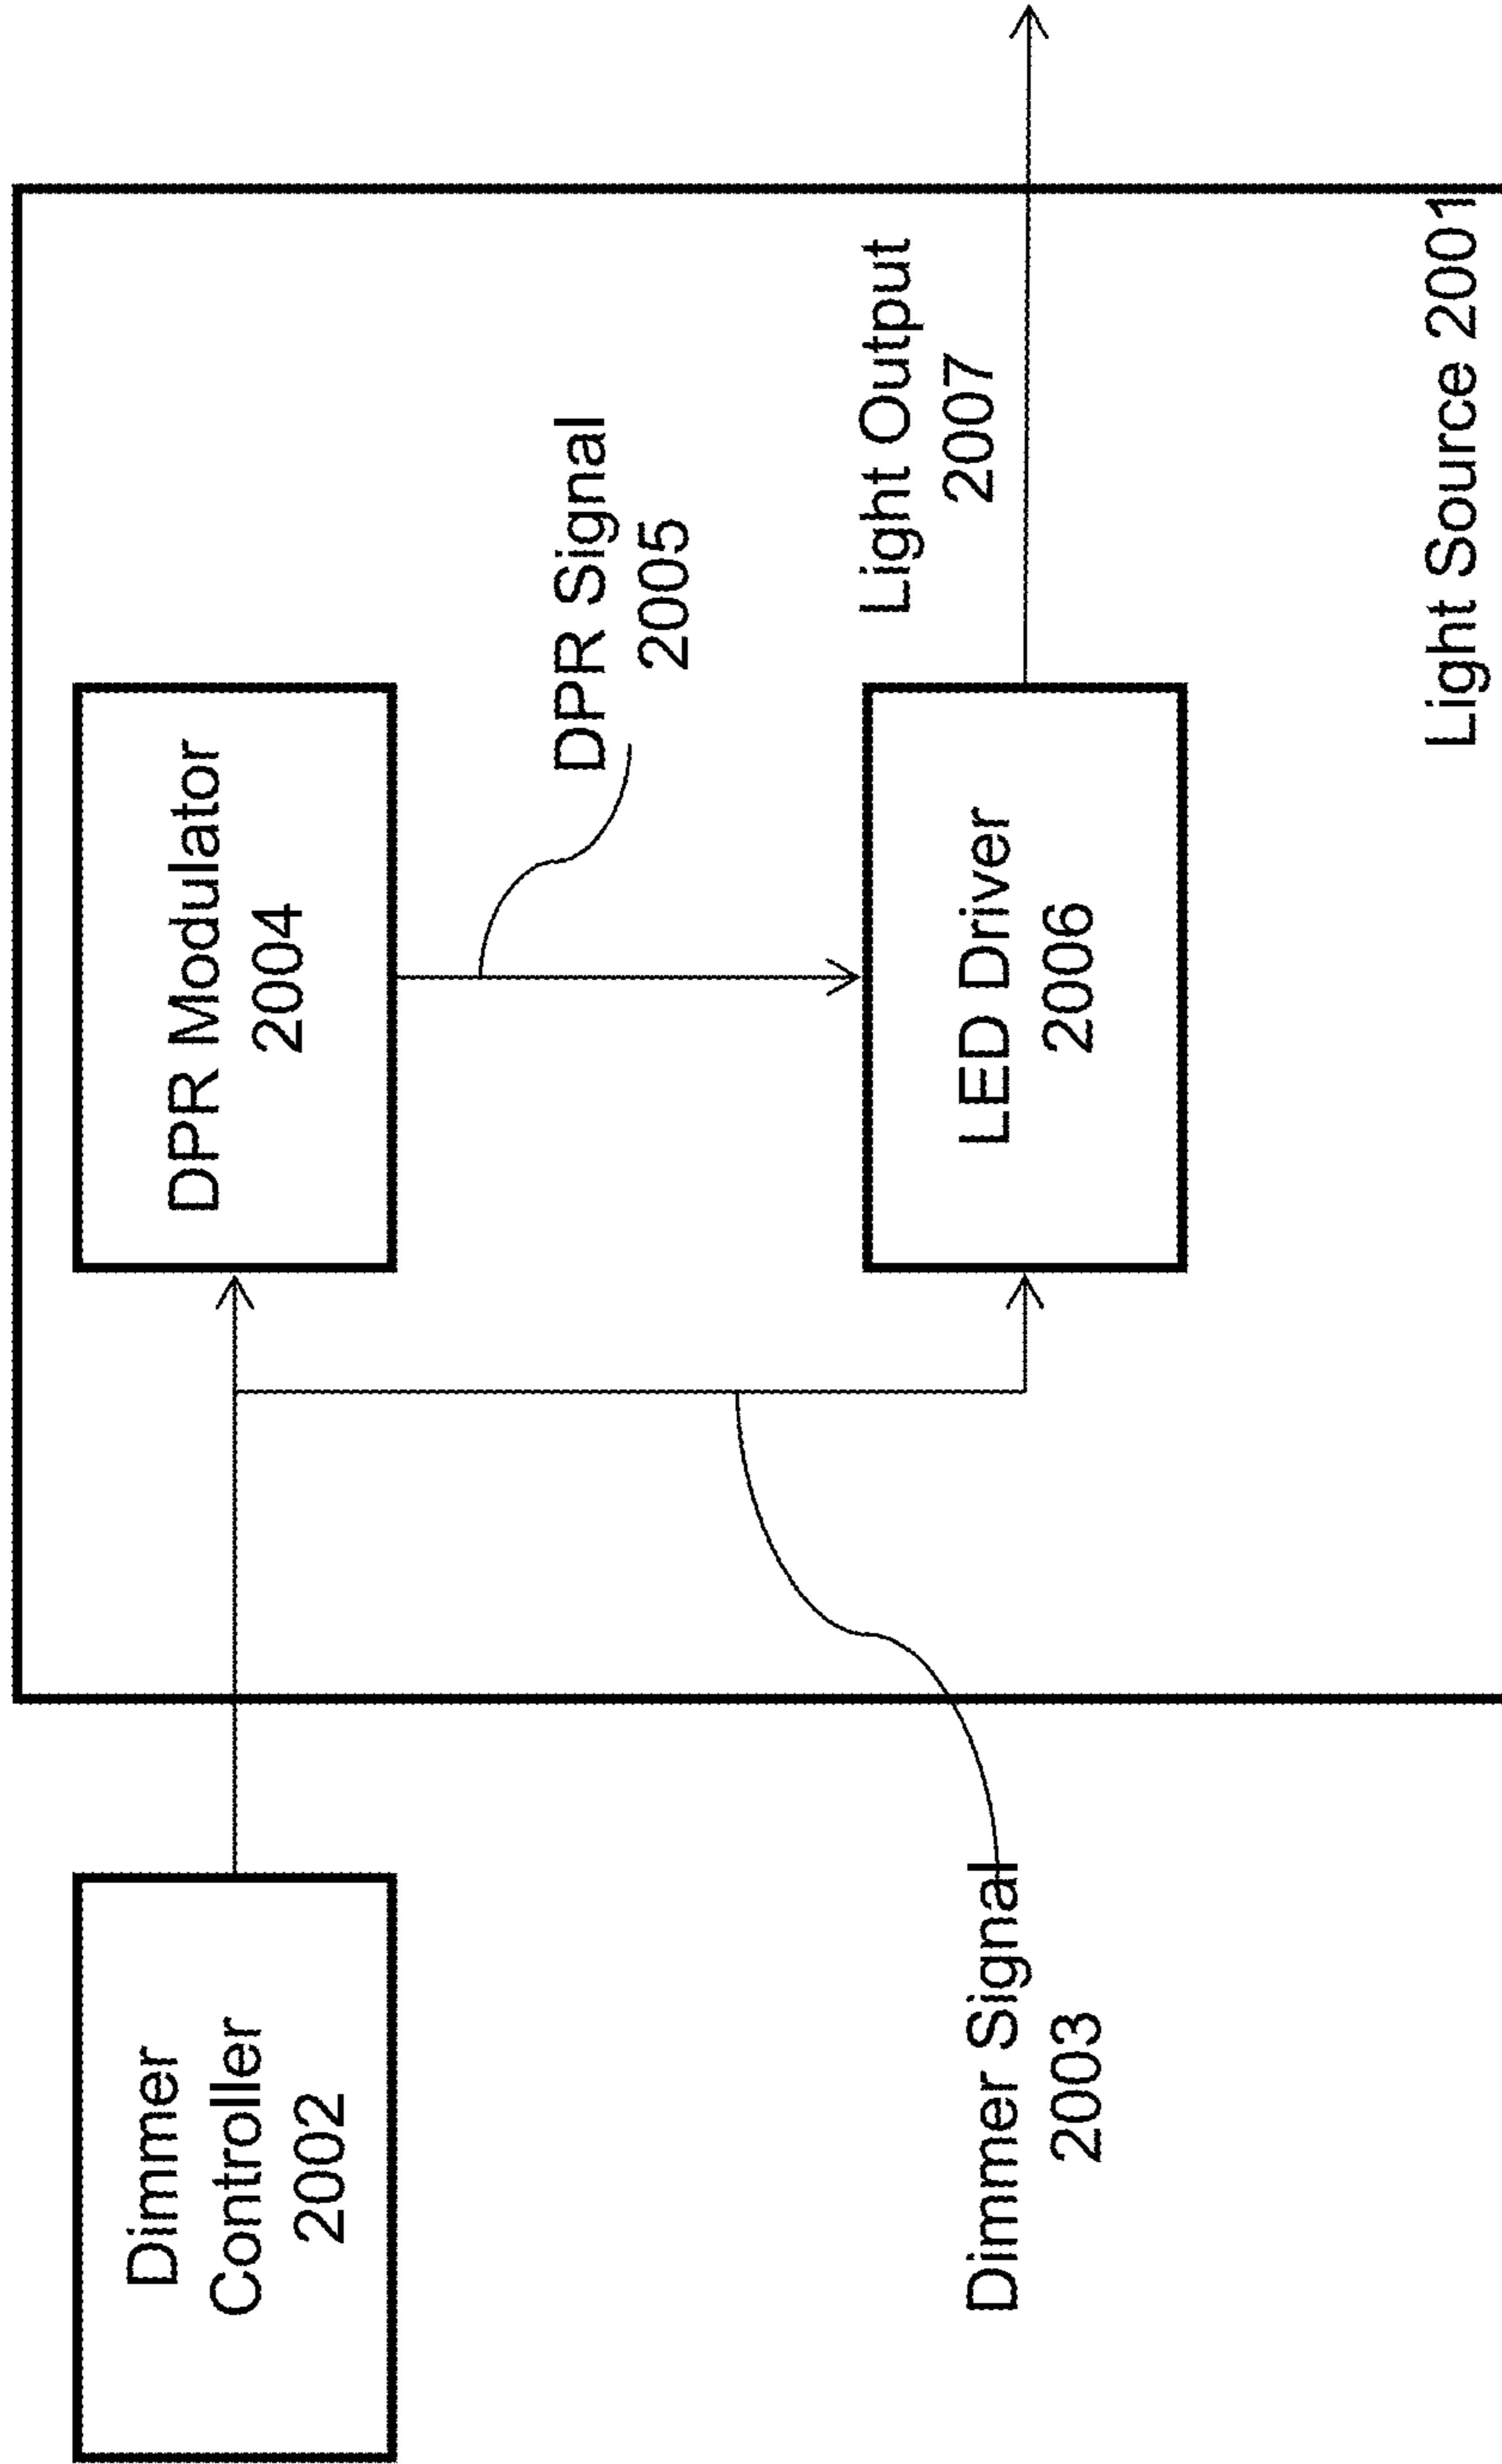 Dimmer
Controller
2002
DPR Modulator
2004
DPR Signal
2005
Dimmer Signal
2003
LED Driver
2006
Light Output
2007
Light Source 2001